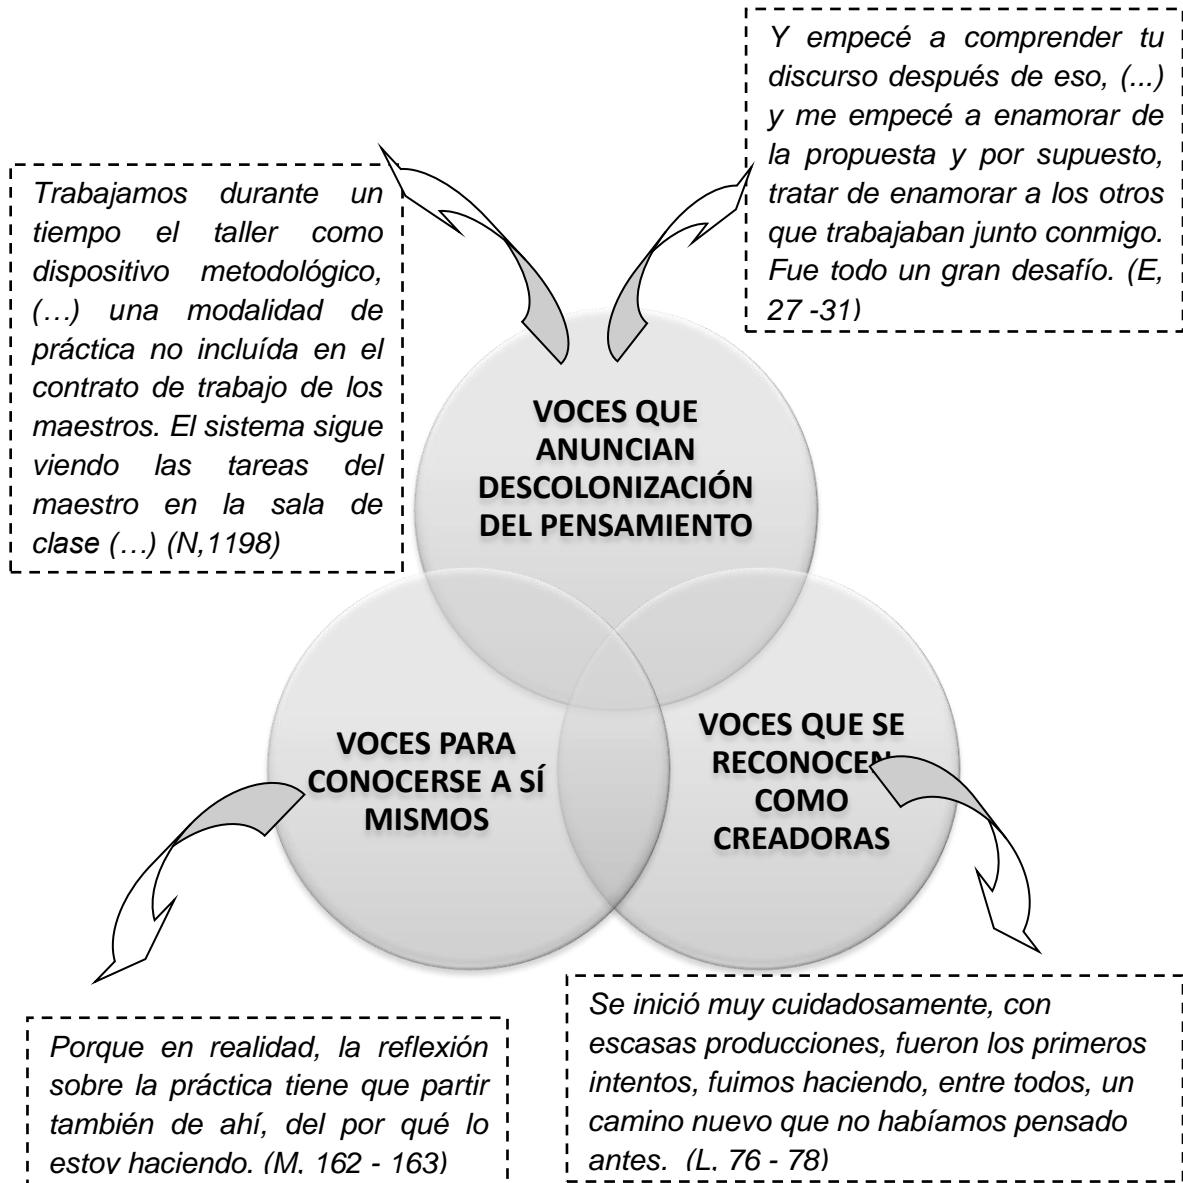 Y empecé a comprender tu
discurso después de eso, (...)
y me empecé a enamorar de
la propuesta y por supuesto,
tratar de enamorar a los otros
que trabajaban junto conmigo.
Fue todo un gran desafío. (E,
27 -31)
Trabajamos durante un
tiempo el taller como
dispositivo metodológico,
(…) una modalidad de
práctica no incluída en el
contrato de trabajo de los
maestros. El sistema sigue
viendo las tareas del
maestro en la sala de
clase (…) (N,1198)
VOCES QUE
ANUNCIAN
DESCOLONIZACIÓN
DEL PENSAMIENTO
VOCES PARA
CONOCERSE A SÍ
MISMOS
VOCES QUE SE
RECONOCEN
COMO
CREADORAS
Porque en realidad, la reflexión
sobre la práctica tiene que partir
también de ahí, del por qué lo
estoy haciendo. (M, 162 - 163)
Se inició muy cuidadosamente, con
escasas producciones, fueron los primeros
intentos, fuimos haciendo, entre todos, un
camino nuevo que no habíamos pensado
antes. (L, 76 - 78)